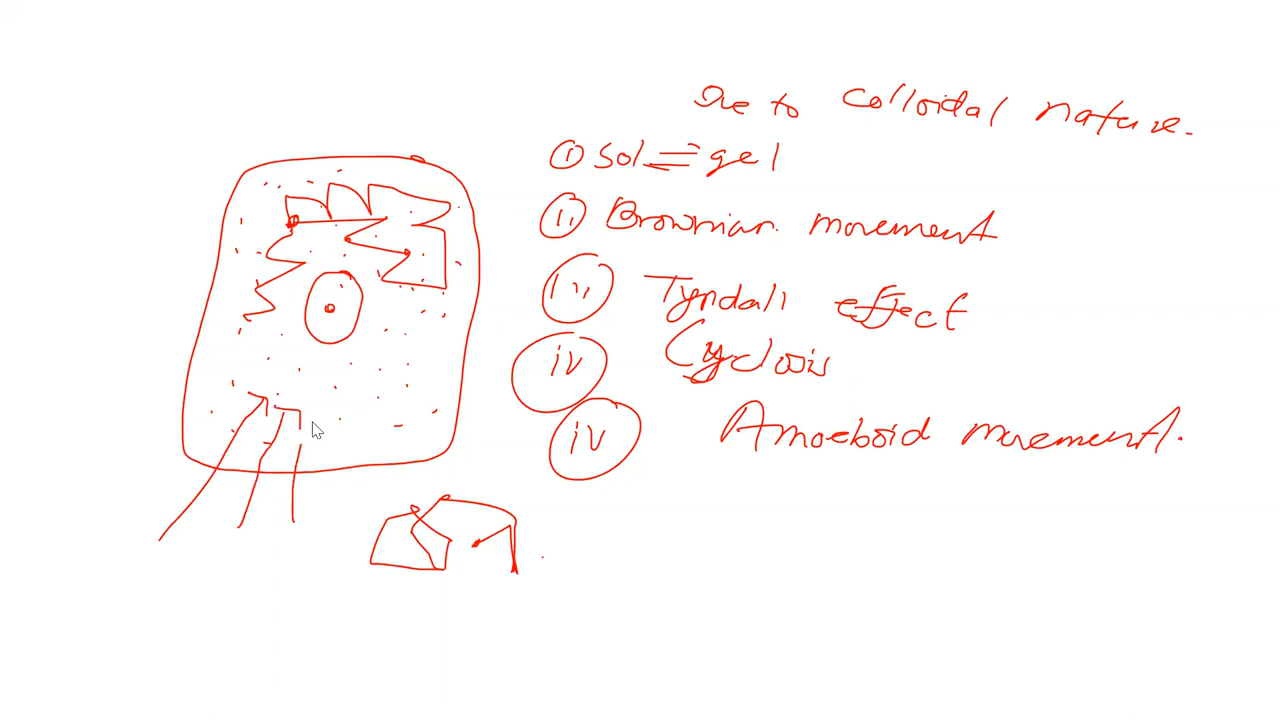 Due to colloidal nature.
(i) Sol ⇌ gel
(ii) Brownian movement
(iii) Tyndall effect
(iv) Cyclosis
(iv) Amoeboid movement.